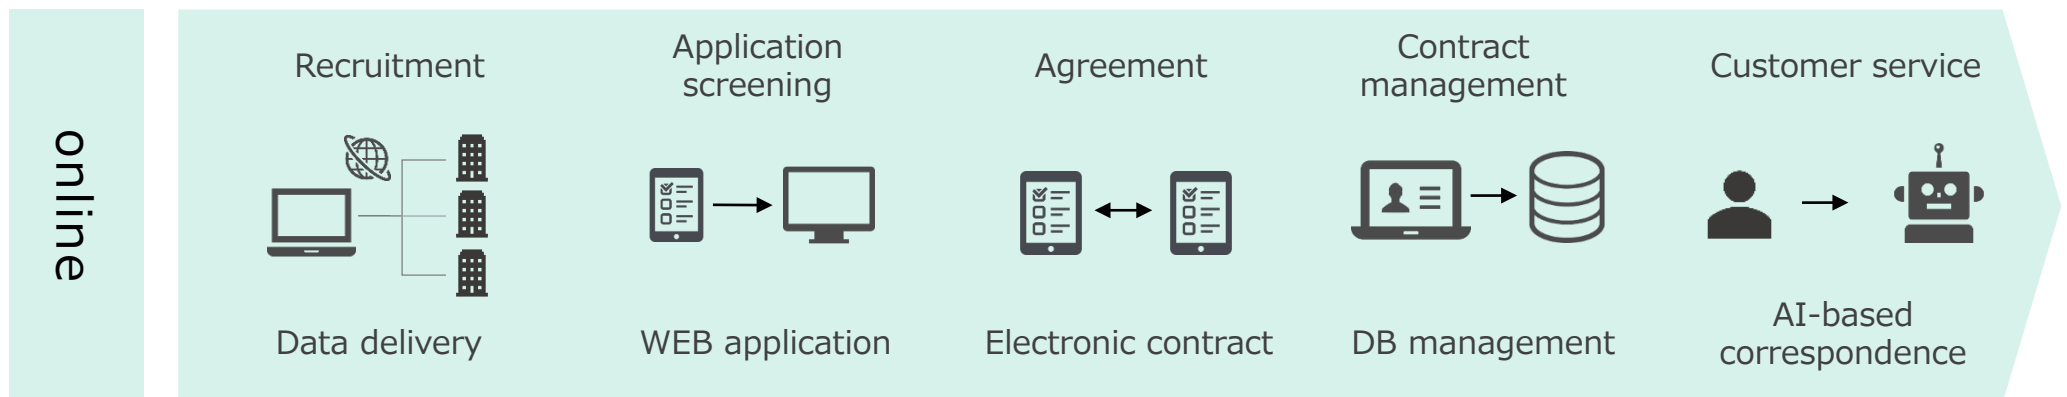 online
Recruitment
Application
screening
Agreement
Contract
management
Customer service
Data delivery
WEB application
Electronic contract
DB management
AI-based
correspondence